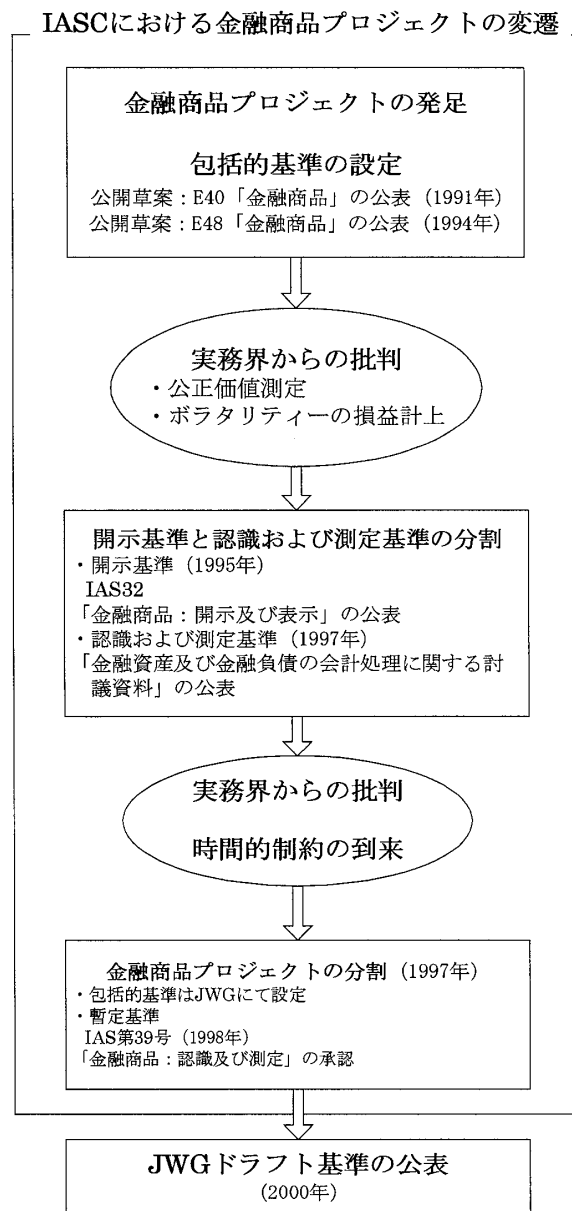 IASCにおける金融商品プロジェクトの変遷
金融商品プロジェクトの発足
包括的基準の設定
公開草案：E40「金融商品」の公表（1991年）
公開草案：E48「金融商品」の公表（1994年）
実務界からの批判
・公正価値測定
・ボラタリティーの損益計上
開示基準と認識および測定基準の分割
・開示基準（1995年）
IAS32
「金融商品：開示及び表示」の公表
・認識および測定基準（1997年）
「金融資産及び金融負債の会計処理に関する討
議資料」の公表
実務界からの批判
時間的制約の到来
金融商品プロジェクトの分割（1997年）
・包括的基準はJWGにて設定
・暫定基準
IAS第39号（1998年）
「金融商品：認識及び測定」の承認
JWGドラフト基準の公表
（2000年）